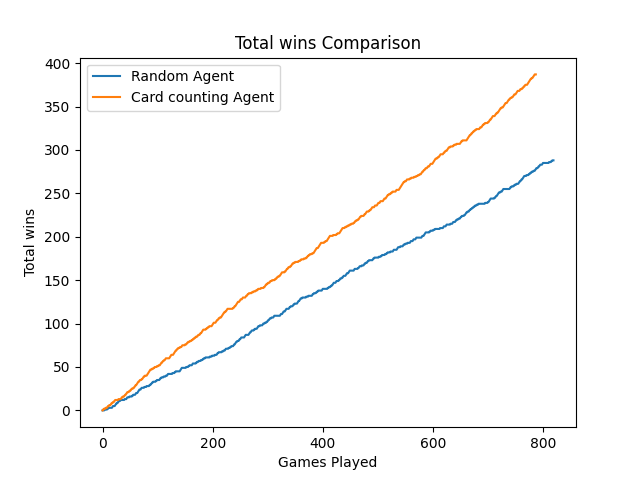 Total wins Comparison
Random Agent
Card counting Agent
400
350
300
250
200
150
100
50
0
Total wins
0 200 400 600 800
Games Played